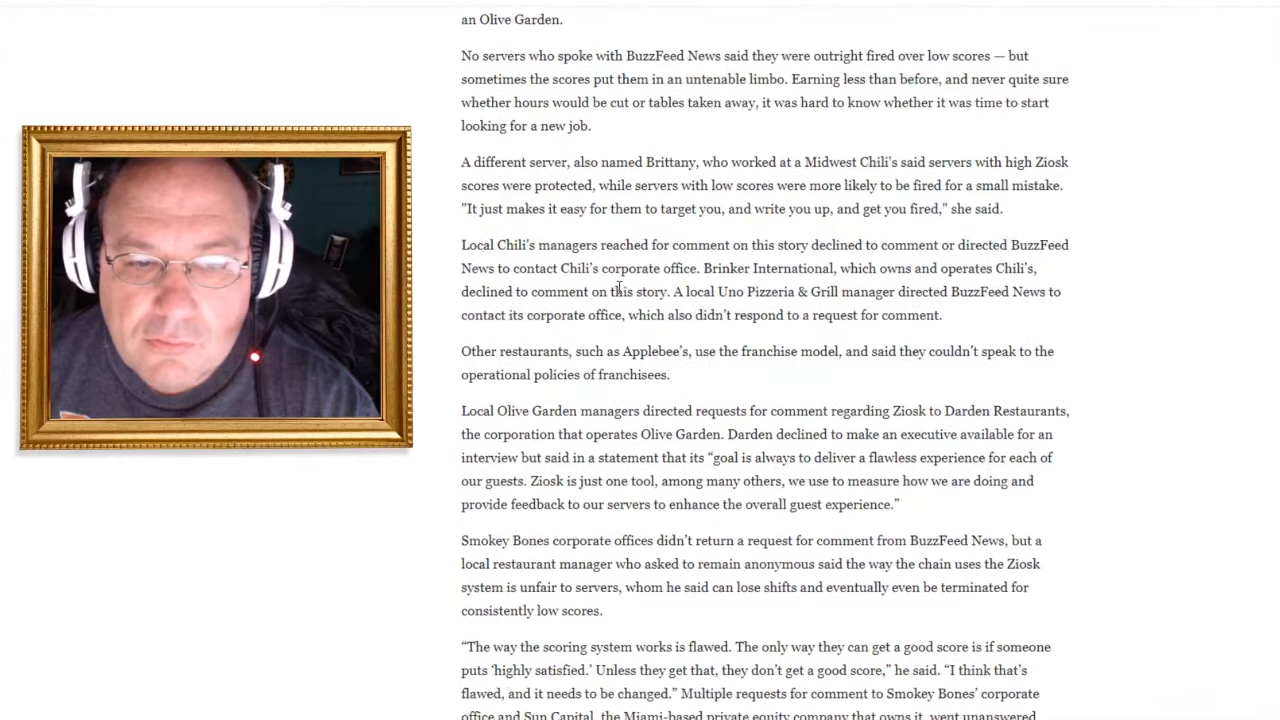 an Olive Garden.
No servers who spoke with BuzzFeed News said they were outright fired over low scores — but
sometimes the scores put them in an untenable limbo. Earning less than before, and never quite sure
whether hours would be cut or tables taken away, it was hard to know whether it was time to start
looking for a new job.
A different server, also named Brittany, who worked at a Midwest Chili's said servers with high Ziosk
scores were protected, while servers with low scores were more likely to be fired for a small mistake.
"It just makes it easy for them to target you, and write you up, and get you fired," she said.
Local Chili's managers reached for comment on this story declined to comment or directed BuzzFeed
News to contact Chili's corporate office. Brinker International, which owns and operates Chili's,
declined to comment on this story. A local Uno Pizzeria & Grill manager directed BuzzFeed News to
contact its corporate office, which also didn't respond to a request for comment.
Other restaurants, such as Applebee's, use the franchise model, and said they couldn't speak to the
operational policies of franchisees.
Local Olive Garden managers directed requests for comment regarding Ziosk to Darden Restaurants,
the corporation that operates Olive Garden. Darden declined to make an executive available for an
interview but said in a statement that its “goal is always to deliver a flawless experience for each of
our guests. Ziosk is just one tool, among many others, we use to measure how we are doing and
provide feedback to our servers to enhance the overall guest experience.”
Smokey Bones corporate offices didn’t return a request for comment from BuzzFeed News, but a
local restaurant manager who asked to remain anonymous said the way the chain uses the Ziosk
system is unfair to servers, whom he said can lose shifts and eventually even be terminated for
consistently low scores.
“The way the scoring system works is flawed. The only way they can get a good score is if someone
puts ‘highly satisfied.’ Unless they get that, they don’t get a good score,” he said. “I think that’s
flawed, and it needs to be changed.” Multiple requests for comment to Smokey Bones’ corporate
office and Sun Capital, the Miami-based private equity company that owns it, went unanswered